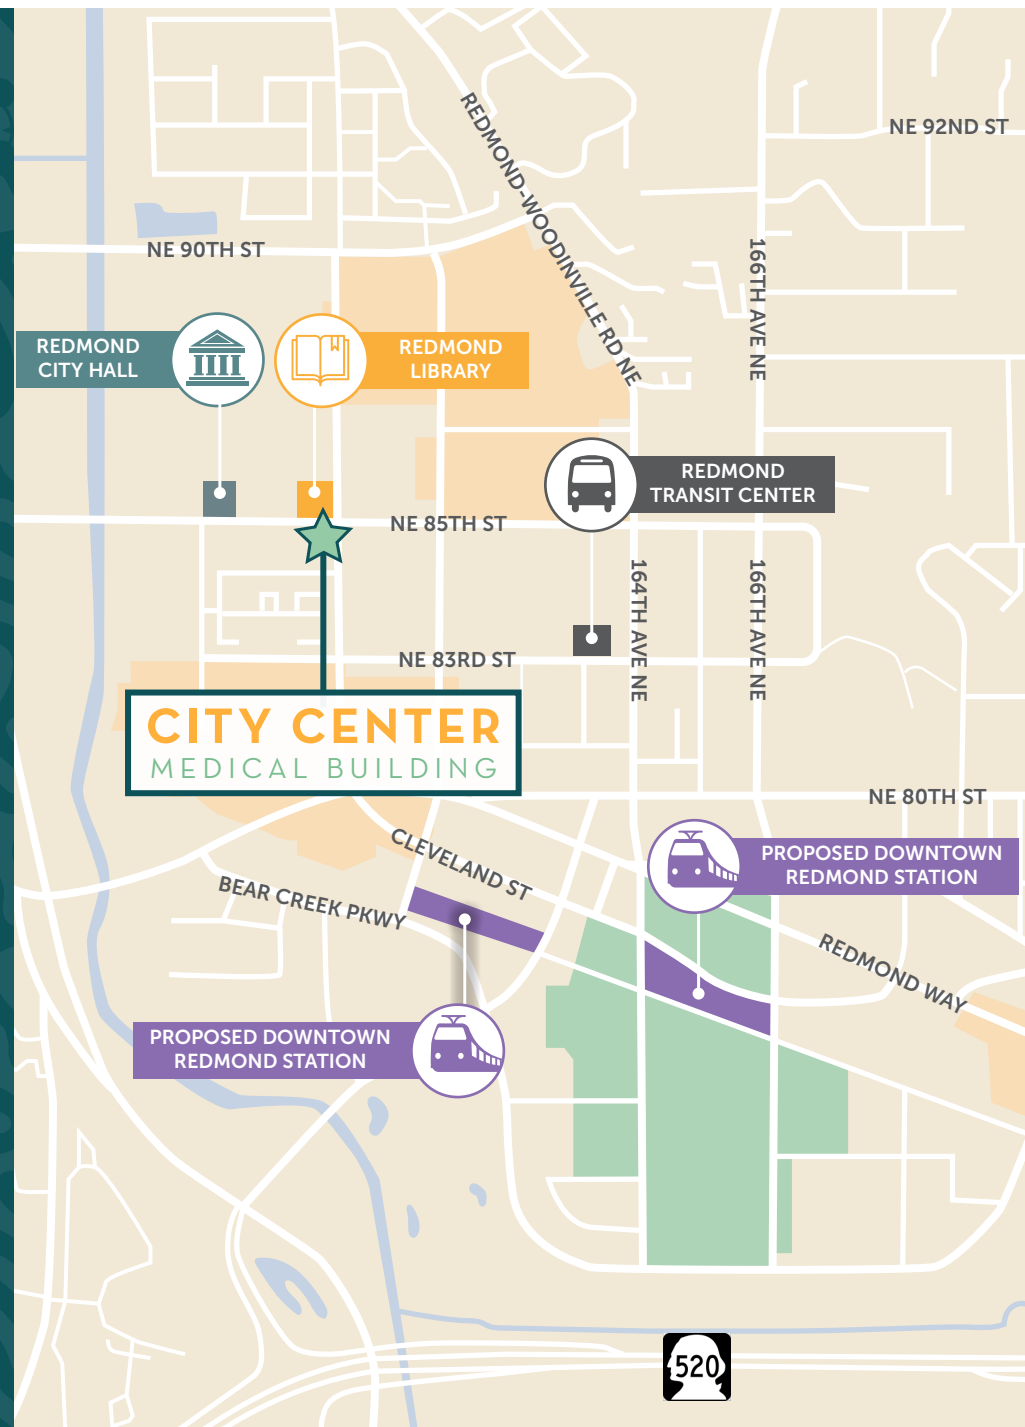 NE 92ND ST
REDMOND-WOODINVILLE RD NE
NE 90TH ST
166TH AVE NE
REDMOND
CITY HALL
REDMOND
LIBRARY
REDMOND
TRANSIT CENTER
NE 85TH ST
164TH AVE NE
166TH AVE NE
NE 83RD ST
CITY CENTER
MEDICAL BUILDING
NE 80TH ST
CLEVELAND ST
PROPOSED DOWNTOWN
REDMOND STATION
BEAR CREEK PKWY
REDMOND WAY
PROPOSED DOWNTOWN
REDMOND STATION
520